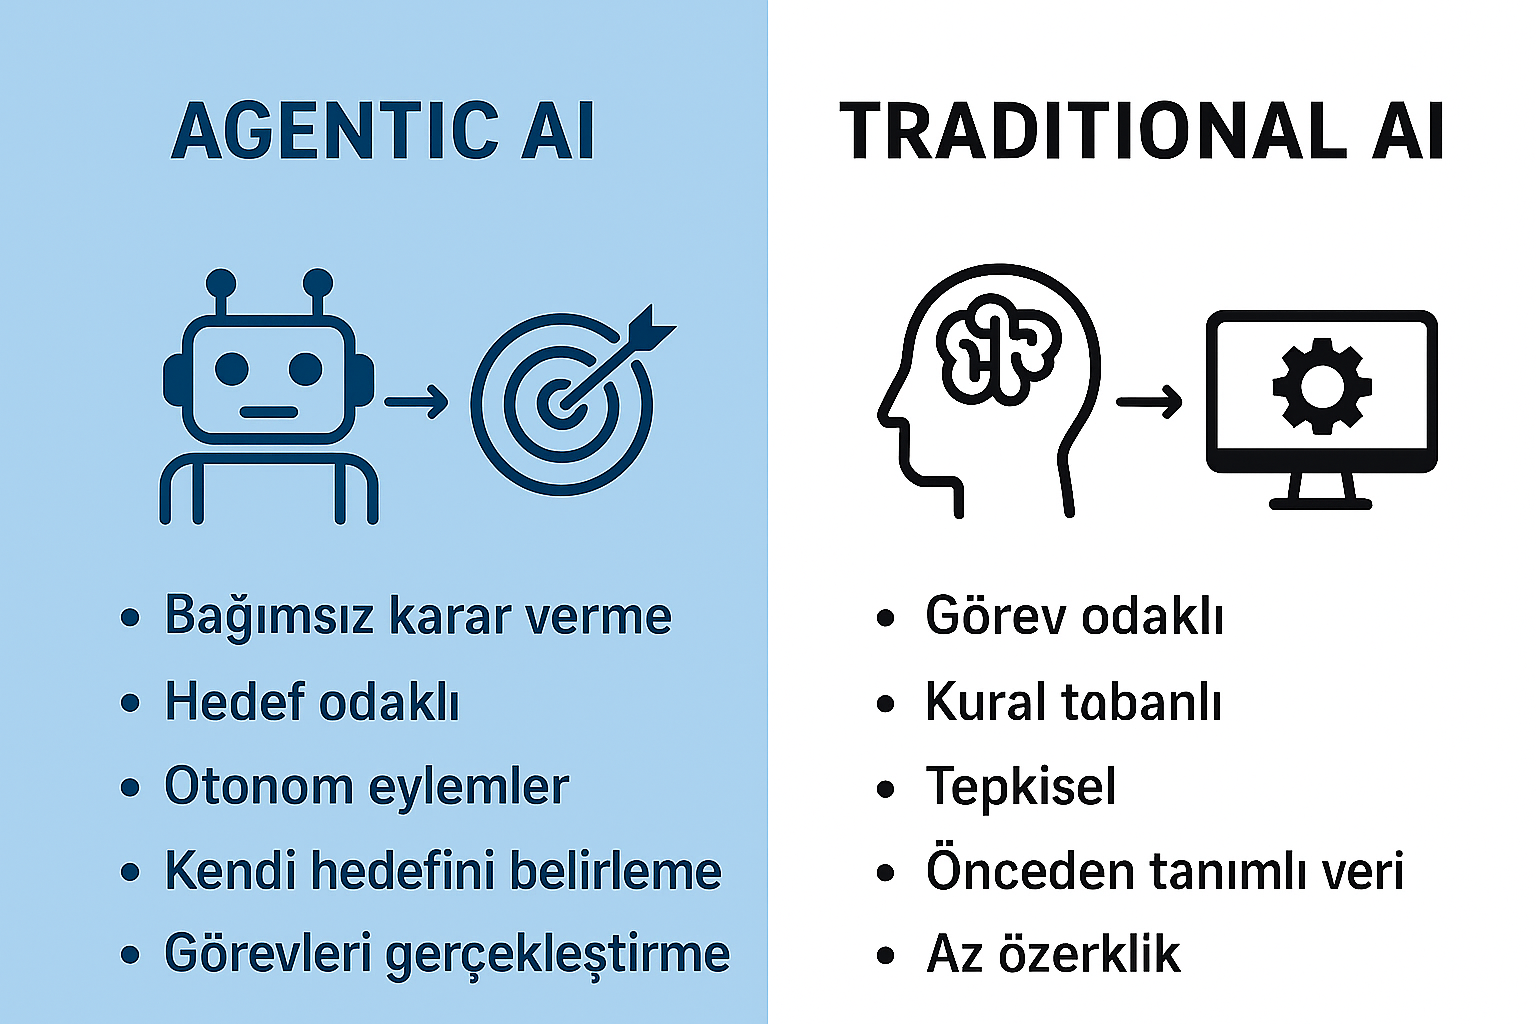 AGENTIC AI
• Bağımsız karar verme
• Hedef odaklı
• Otonom eylemler
• Kendi hedefini belirleme
• Görevleri gerçekleştirme
TRADITIONAL AI
• Görev odaklı
• Kural tabanlı
• Tepkisel
• Önceden tanımlı veri
• Az özerklik